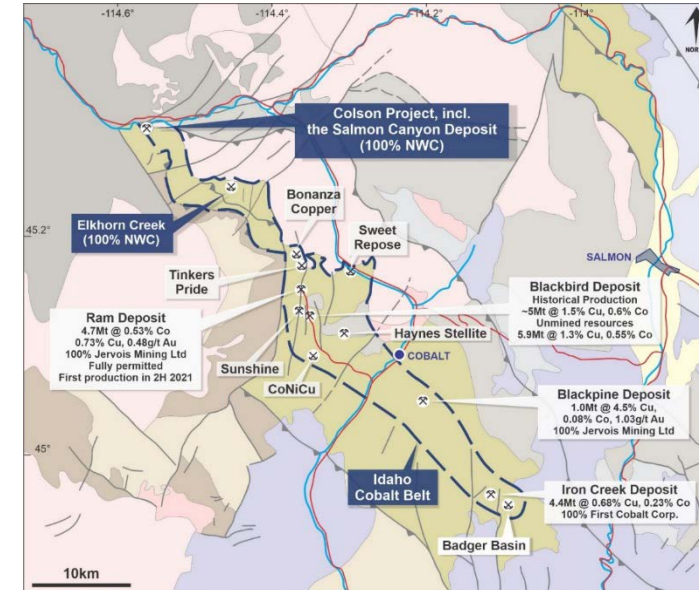 -114.6°
-114.4°
-114.2°
-114°
NORTH
Colson Project, incl.
the Salmon Canyon Deposit
(100% NWC)
Elkhorn Creek
(100% NWC)
Bonanza
Copper
Sweet
Repose
45.2°
Tinkers
Pride
SALMON
Ram Deposit
4.7Mt @ 0.53% Co
0.73% Cu, 0.48g/t Au
100% Jervois Mining Ltd
Fully permitted
First production in 2H 2021
Blackbird Deposit
Historical Production
~5Mt @ 1.5% Cu, 0.6% Co
Unmined resources
5.9Mt @ 1.3% Cu, 0.55% Co
Haynes Stellite
Sunshine
CoNiCu
COBALT
Blackpine Deposit
1.0Mt @ 4.5% Cu,
0.08% Co, 1.03g/t Au
100% Jervois Mining Ltd
45°
Idaho
Cobalt Belt
Iron Creek Deposit
4.4Mt @ 0.68% Cu, 0.23% Co
100% First Cobalt Corp.
Badger Basin
10km